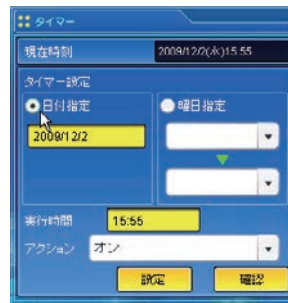 タイマー
現在時刻 2009/12/2(水)15:55
タイマー設定
日付指定 曜日指定
2009/12/2
実行時間 15:55
アクション オン
設定 確認